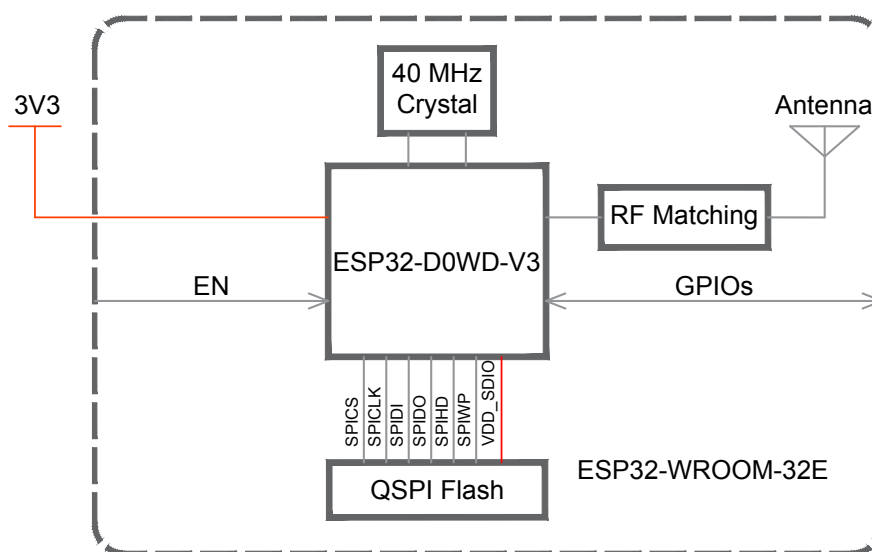 40 MHz
Crystal
3V3
Antenna
RF Matching
ESP32-D0WD-V3
EN
GPIOs
SPICS
SPICLK
SPIDI
SPIDO
SPIHD
SPIWP
VDD_SDIO
ESP32-WROOM-32E
QSPI Flash